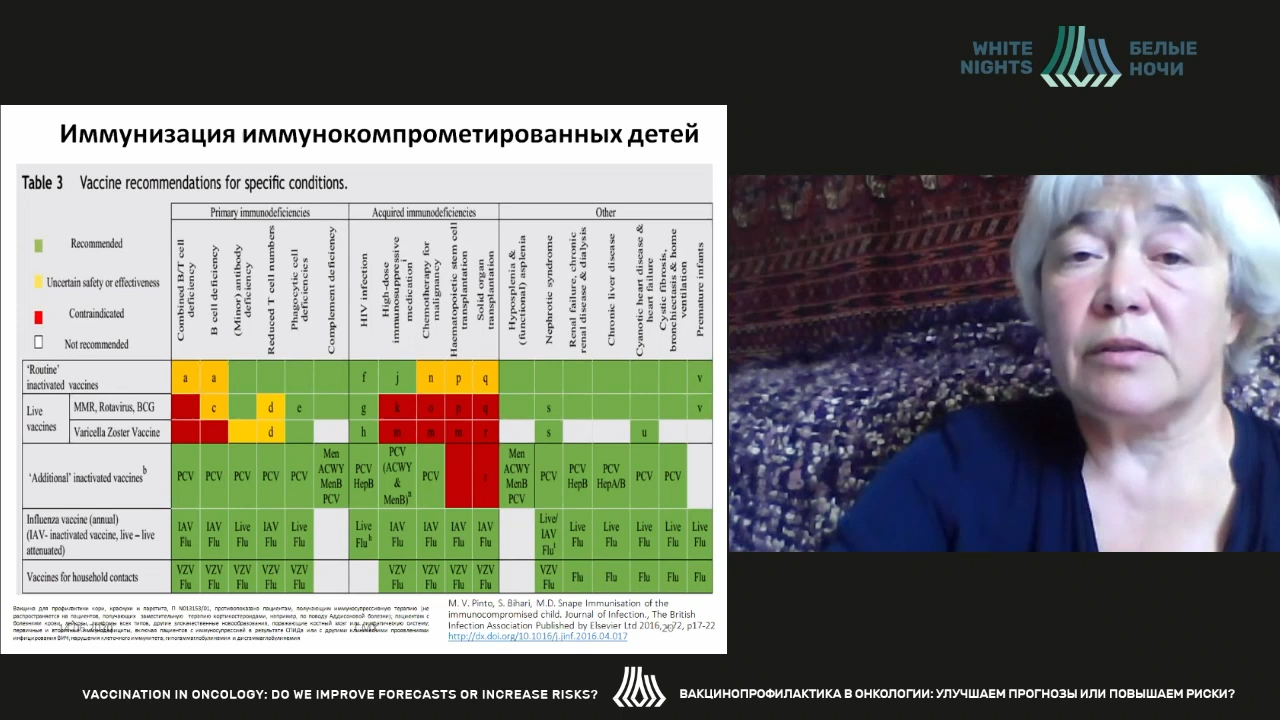 WHITE NIGHTS
БЕЛЫЕ НОЧИ
Иммунизация иммунокомпрометированных детей
Table 3 Vaccine recommendations for specific conditions.
Primary immunodeficiencies Acquired immunodeficiencies Other
Recommended
Uncertain safety or effectiveness
Contraindicated
Not recommended
Combined B/T cell deficiency
B cell deficiency
(Minor) antibody deficiency
Reduced T cell numbers
Phagocytic cell deficiencies
Complement deficiency
HIV infection
High-dose immunosuppressive medication
Chemotherapy for malignancy
Haematopoietic stem cell transplantation
Solid organ transplantation
Hyposplenia & (functional) asplenia
Nephrotic syndrome
Renal failure, chronic renal disease & dialysis
Chronic liver disease
Cyanotic heart disease & heart failure
Cystic fibrosis, bronchiectasis & home ventilation
Premature infants
'Routine' inactivated vaccines a a f j n p q v
Live vaccines
MMR, Rotavirus, BCG c d e g k o p q s v
Varicella Zoster Vaccine d h m m r s u
'Additional' inactivated vaccines b PCV PCV PCV PCV PCV Men ACWY MenB PCV PCV HepB PCV (ACWY & MenB) n PCV r Men ACWY MenB PCV PCV PCV HepB PCV HepA/B PCV PCV
Influenza vaccine (annual) (IAV- inactivated vaccine, live – live attenuated) IAV Flu IAV Flu Live Flu IAV Flu Live Flu Live Flu h IAV Flu IAV Flu IAV Flu IAV Flu Live/ IAV Flu t Live Flu Live Flu Live Flu Live Flu Live Flu
Vaccines for household contacts VZV Flu VZV Flu VZV Flu VZV Flu VZV Flu VZV Flu VZV Flu VZV Flu VZV Flu VZV Flu Flu Flu Flu Flu Flu
M. V. Pinto, S. Bihari, M.D. Snape Immunisation of the
immunocompromised child. Journal of Infection., The British
Infection Association Published by Elsevier Ltd 2016, 72, p17-22
http://dx.doi.org/10.1016/j.jinf.2016.04.017
VACCINATION IN ONCOLOGY: DO WE IMPROVE FORECASTS OR INCREASE RISKS?
ВАКЦИНОПРОФИЛАКТИКА В ОНКОЛОГИИ: УЛУЧШАЕМ ПРОГНОЗЫ ИЛИ ПОВЫШАЕМ РИСКИ?